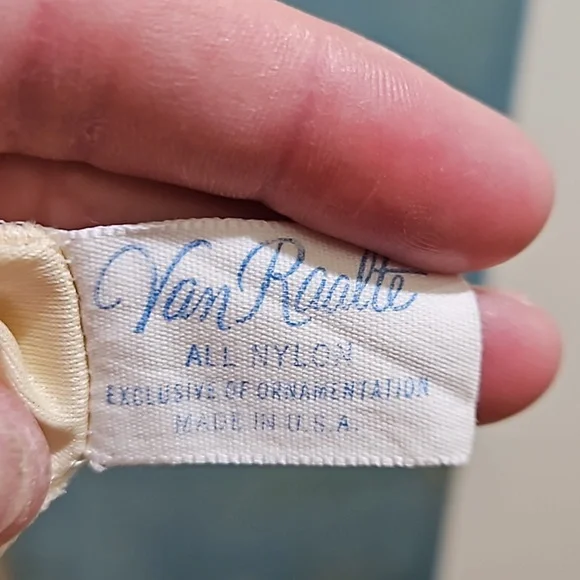 Van Raalte
ALL NYLON
EXCLUSIVE OF ORNAMENTATION
MADE IN U.S.A.